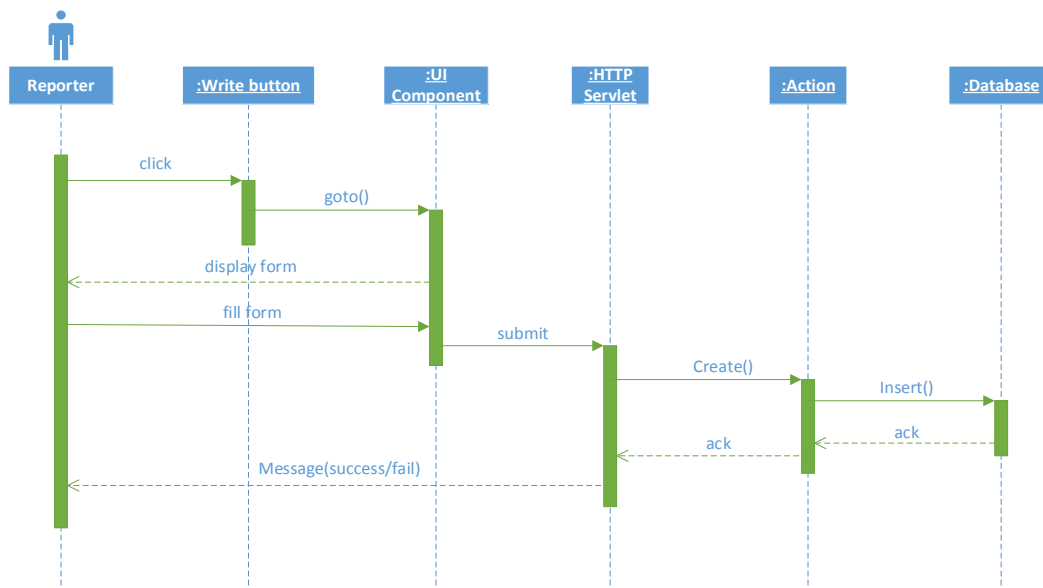 Reporter
:Write button
:UI
Component
:HTTP
Servlet
:Action
:Database
click
goto()
display form
fill form
submit
Create()
Insert()
ack
ack
Message(success/fail)